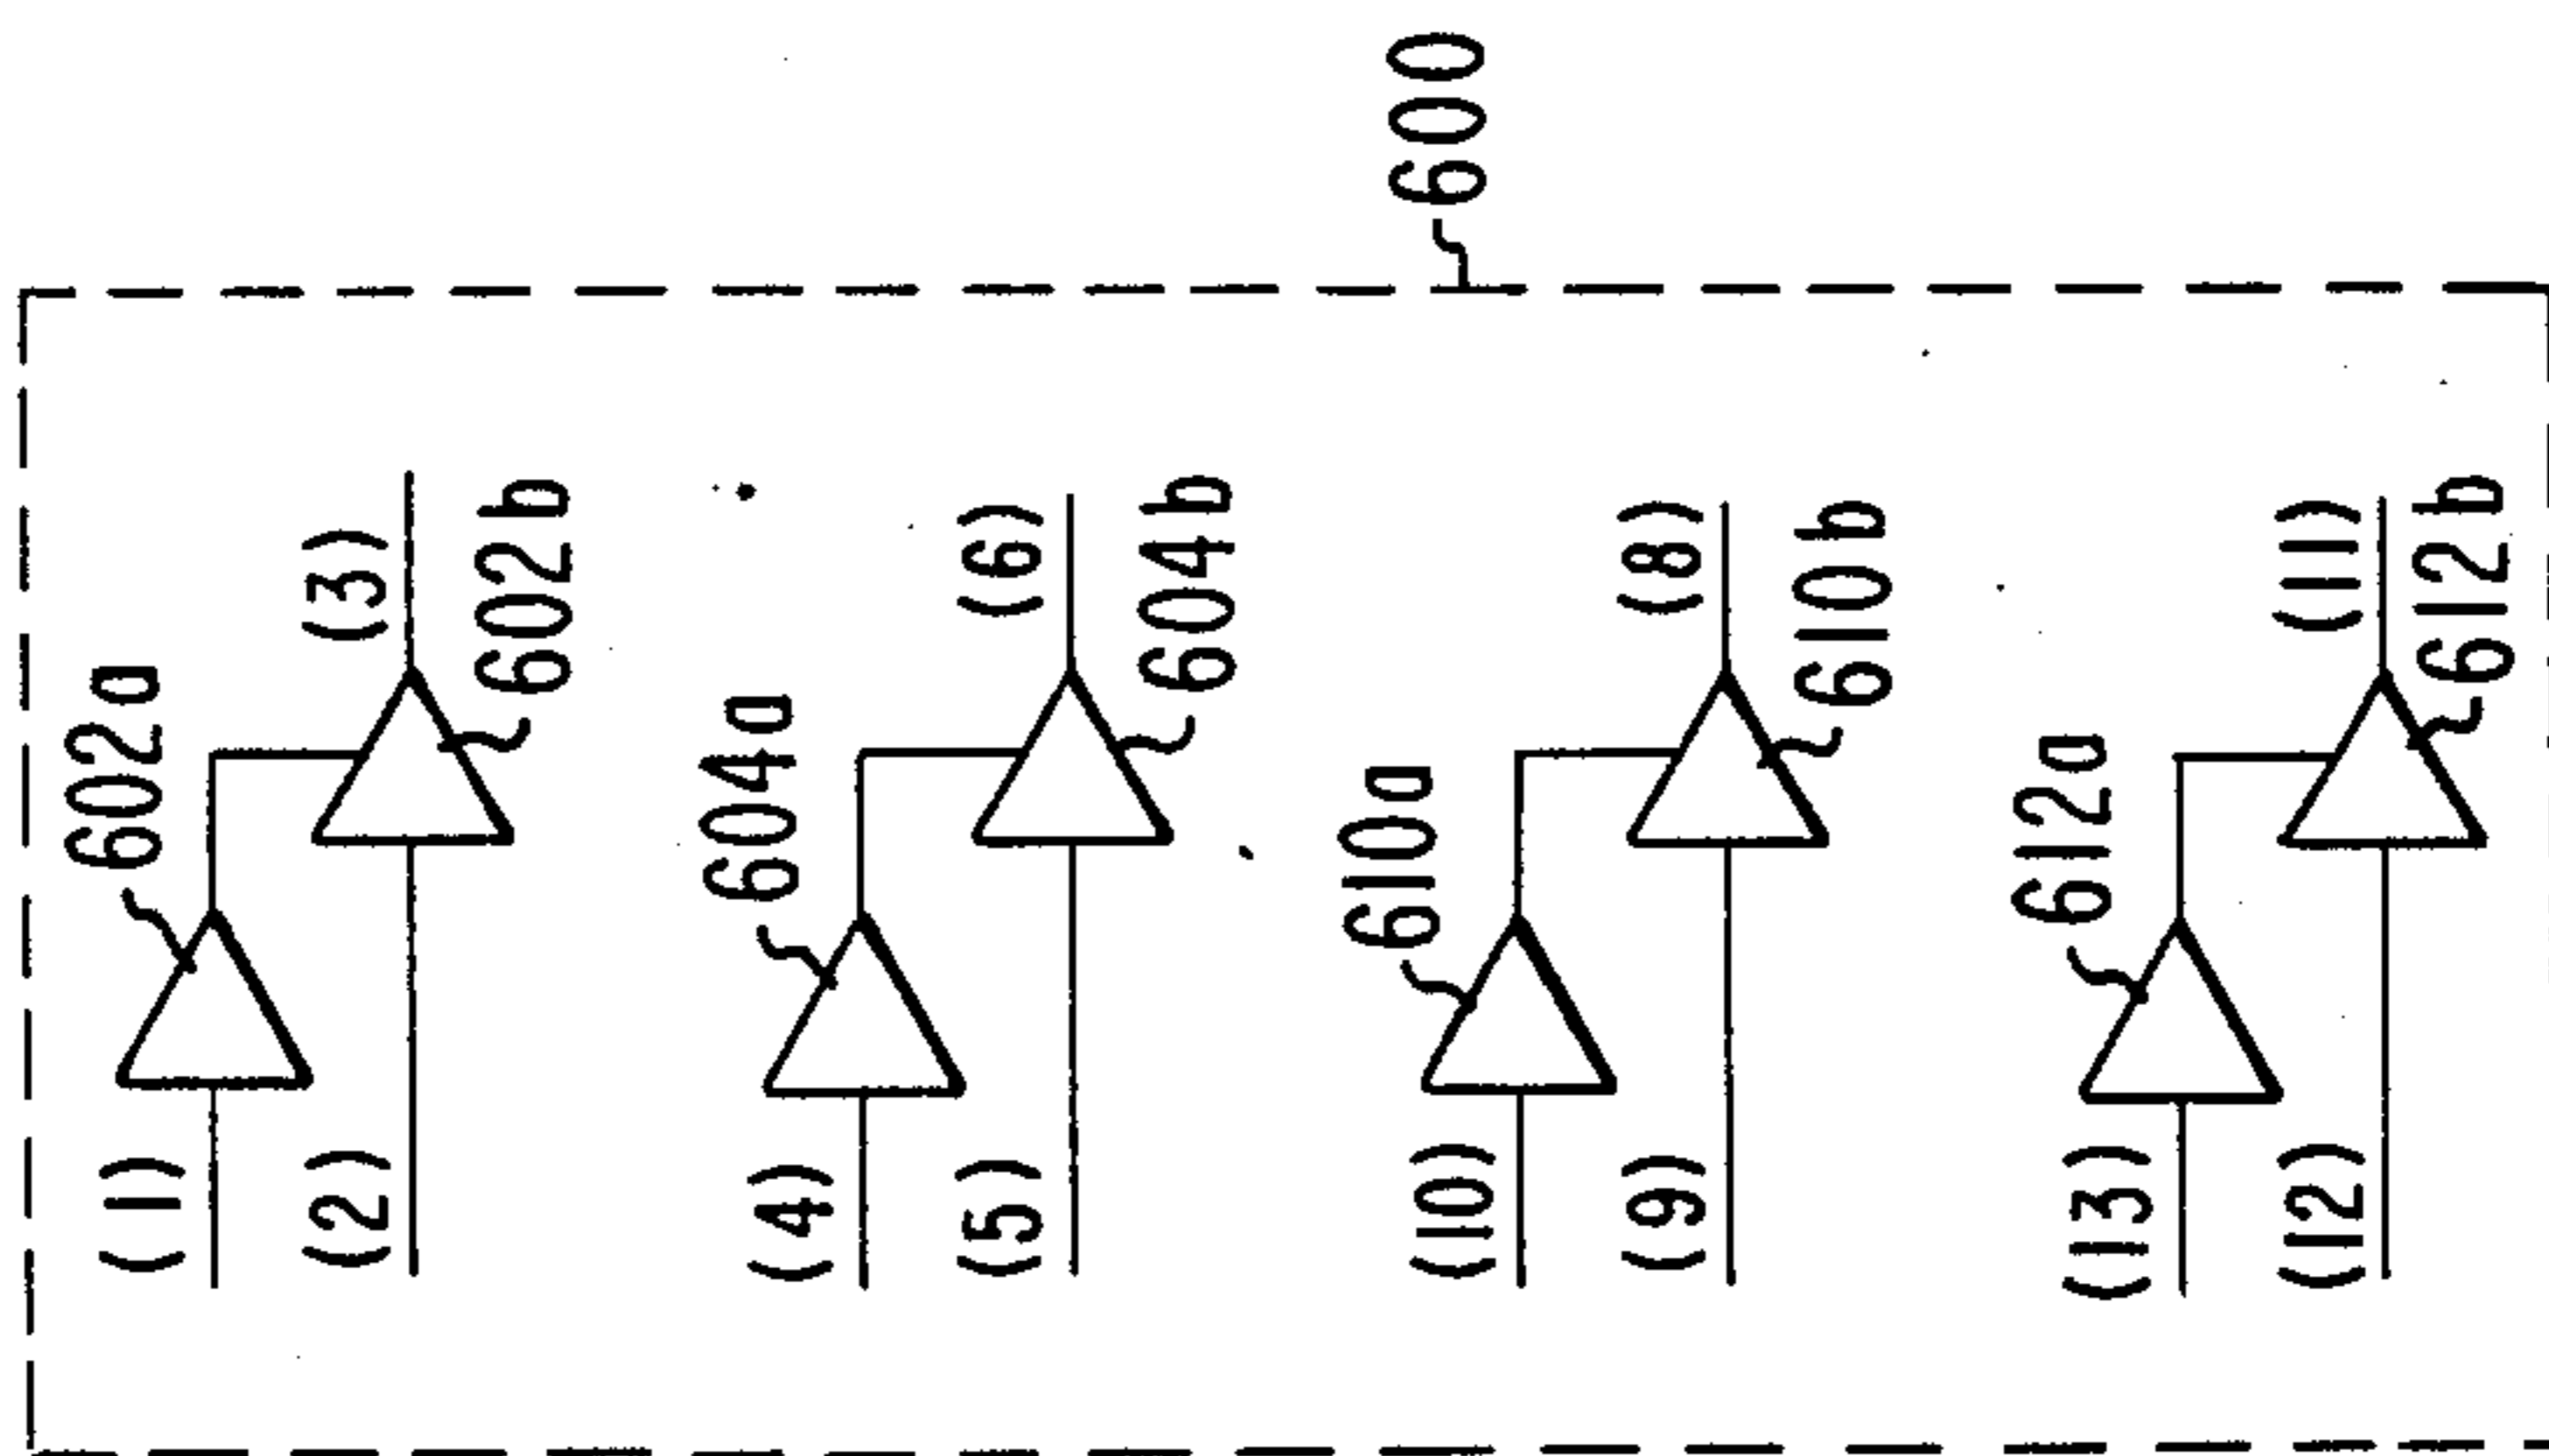 600
602a
(1)
(2)
(3)
602b
604a
(4)
(5)
(6)
604b
610a
(10)
(9)
(8)
610b
612a
(13)
(12)
(11)
612b